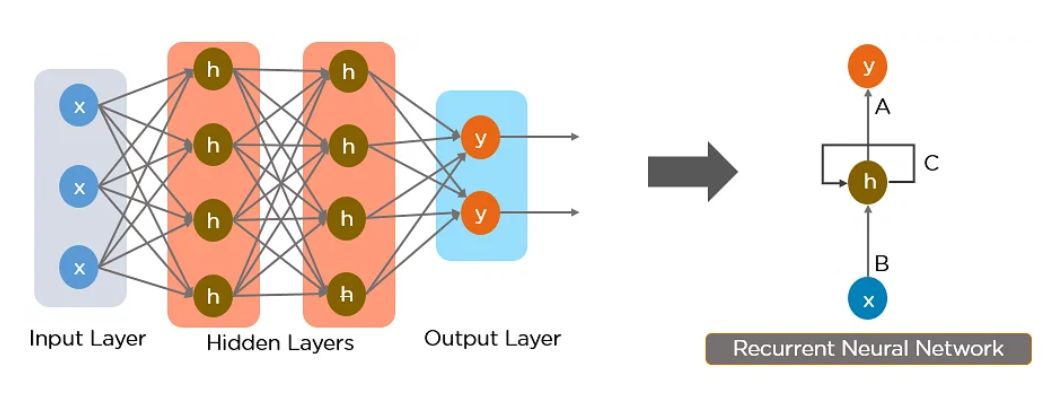 x
x
x
h
h
h
h
h
h
h
h
y
y
Input Layer
Hidden Layers
Output Layer
y
A
C
h
B
x
Recurrent Neural Network